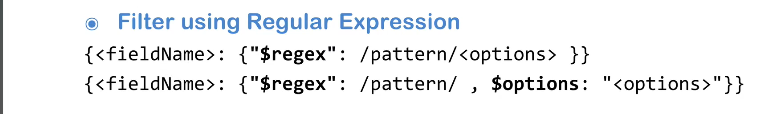 Filter using Regular Expression
{<fieldName>: {"$regex": /pattern/<options> }}
{<fieldName>: {"$regex": /pattern/ , $options: "<options>"}}